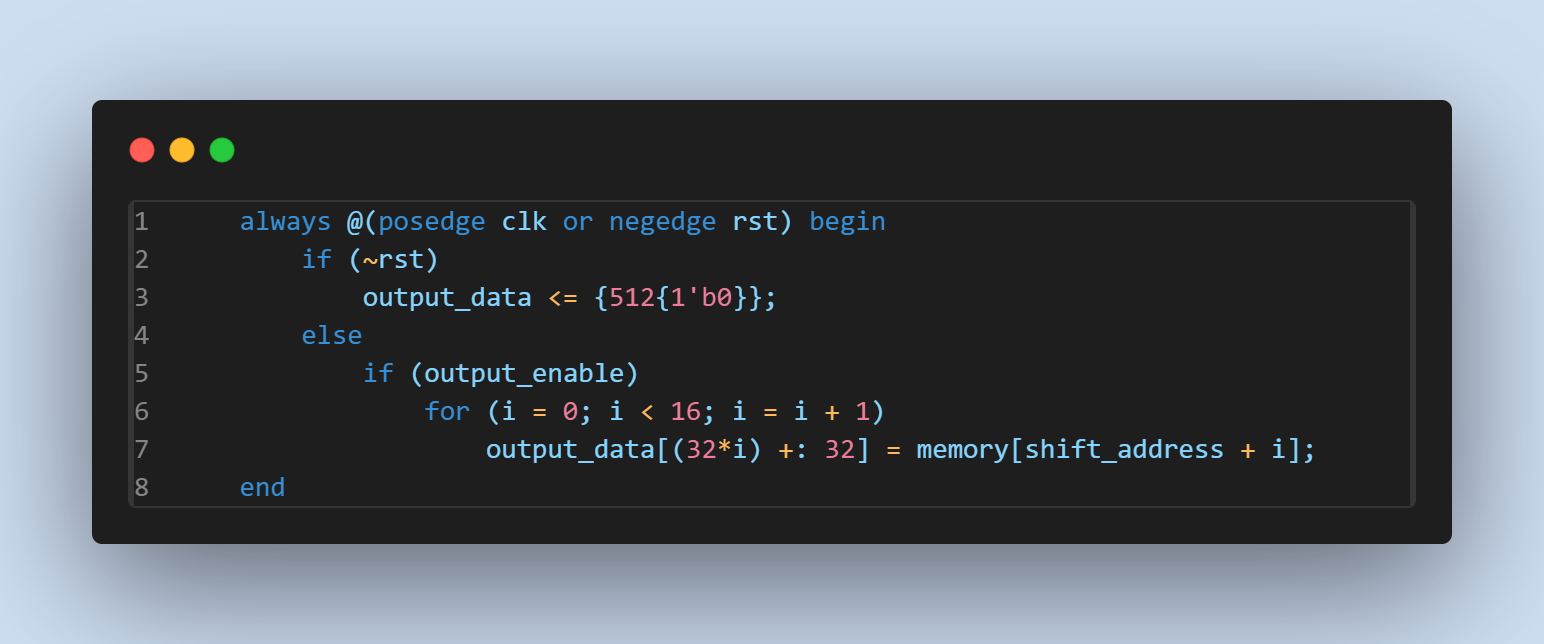 1 always @(posedge clk or negedge rst) begin
2 if (~rst)
3 output_data <= {512{1'b0}};
4 else
5 if (output_enable)
6 for (i = 0; i < 16; i = i + 1)
7 output_data[(32*i) +: 32] = memory[shift_address + i];
8 end